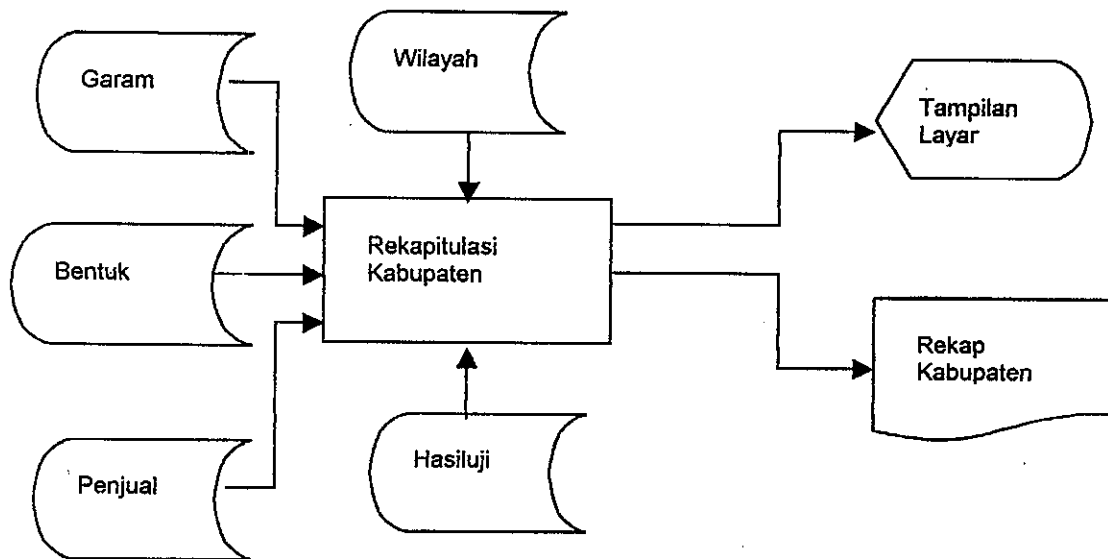 Garam
Wilayah
Tampilan
Layar
Bentuk
Rekapitulasi
Kabupaten
Rekap
Kabupaten
Penjual
Hasiluji